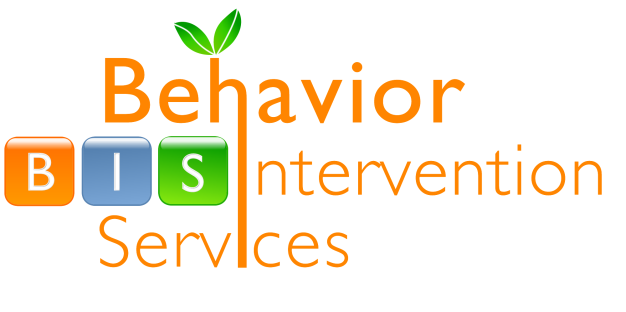 Behavior
BIS Intervention
Services